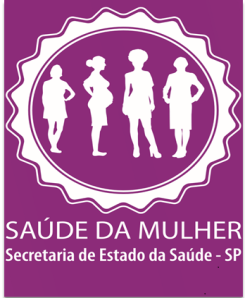 SAÚDE DA MULHER
Secretaria de Estado da Saúde - SP